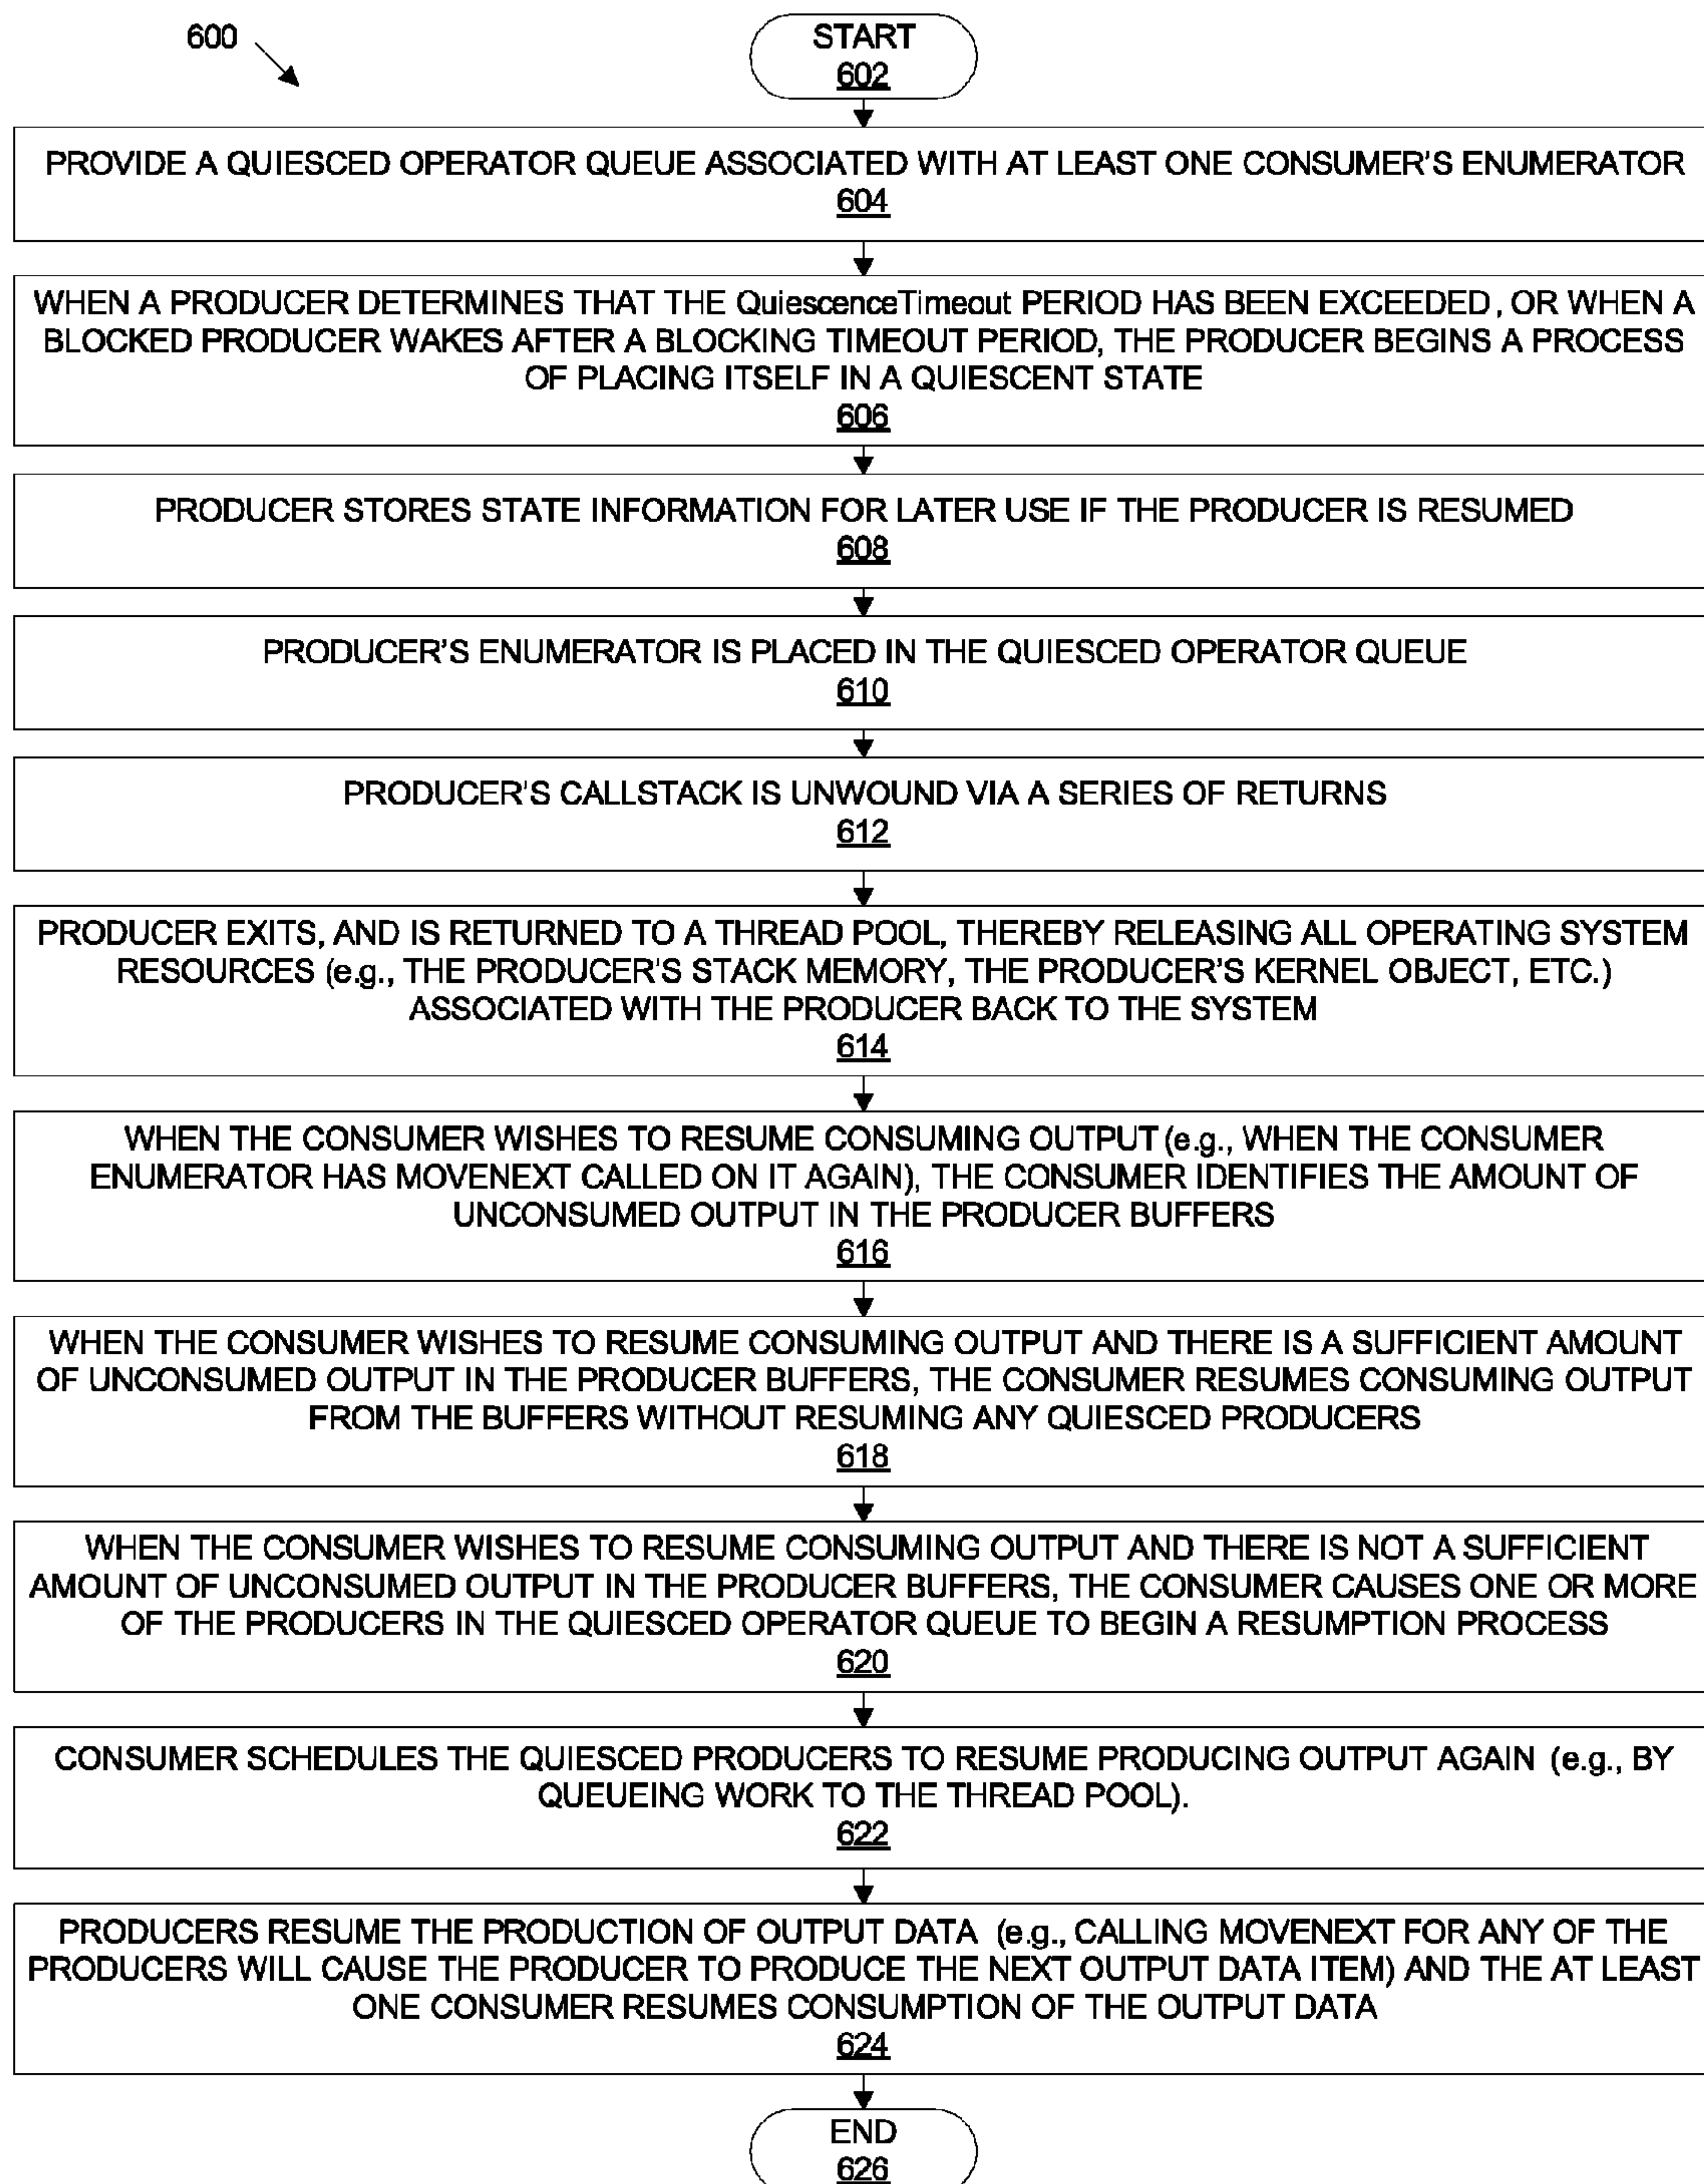 600
START
602
PROVIDE A QUIESCED OPERATOR QUEUE ASSOCIATED WITH AT LEAST ONE CONSUMER'S ENUMERATOR
604
WHEN A PRODUCER DETERMINES THAT THE QuiescenceTimeout PERIOD HAS BEEN EXCEEDED, OR WHEN A
BLOCKED PRODUCER WAKES AFTER A BLOCKING TIMEOUT PERIOD, THE PRODUCER BEGINS A PROCESS
OF PLACING ITSELF IN A QUIESCENT STATE
606
PRODUCER STORES STATE INFORMATION FOR LATER USE IF THE PRODUCER IS RESUMED
608
PRODUCER'S ENUMERATOR IS PLACED IN THE QUIESCED OPERATOR QUEUE
610
PRODUCER'S CALLSTACK IS UNWOUND VIA A SERIES OF RETURNS
612
PRODUCER EXITS, AND IS RETURNED TO A THREAD POOL, THEREBY RELEASING ALL OPERATING SYSTEM
RESOURCES (e.g., THE PRODUCER'S STACK MEMORY, THE PRODUCER'S KERNEL OBJECT, ETC.)
ASSOCIATED WITH THE PRODUCER BACK TO THE SYSTEM
614
WHEN THE CONSUMER WISHES TO RESUME CONSUMING OUTPUT (e.g., WHEN THE CONSUMER
ENUMERATOR HAS MOVENEXT CALLED ON IT AGAIN), THE CONSUMER IDENTIFIES THE AMOUNT OF
UNCONSUMED OUTPUT IN THE PRODUCER BUFFERS
616
WHEN THE CONSUMER WISHES TO RESUME CONSUMING OUTPUT AND THERE IS A SUFFICIENT AMOUNT
OF UNCONSUMED OUTPUT IN THE PRODUCER BUFFERS, THE CONSUMER RESUMES CONSUMING OUTPUT
FROM THE BUFFERS WITHOUT RESUMING ANY QUIESCED PRODUCERS
618
WHEN THE CONSUMER WISHES TO RESUME CONSUMING OUTPUT AND THERE IS NOT A SUFFICIENT
AMOUNT OF UNCONSUMED OUTPUT IN THE PRODUCER BUFFERS, THE CONSUMER CAUSES ONE OR MORE
OF THE PRODUCERS IN THE QUIESCED OPERATOR QUEUE TO BEGIN A RESUMPTION PROCESS
620
CONSUMER SCHEDULES THE QUIESCED PRODUCERS TO RESUME PRODUCING OUTPUT AGAIN (e.g., BY
QUEUEING WORK TO THE THREAD POOL).
622
PRODUCERS RESUME THE PRODUCTION OF OUTPUT DATA (e.g., CALLING MOVENEXT FOR ANY OF THE
PRODUCERS WILL CAUSE THE PRODUCER TO PRODUCE THE NEXT OUTPUT DATA ITEM) AND THE AT LEAST
ONE CONSUMER RESUMES CONSUMPTION OF THE OUTPUT DATA
624
END
626